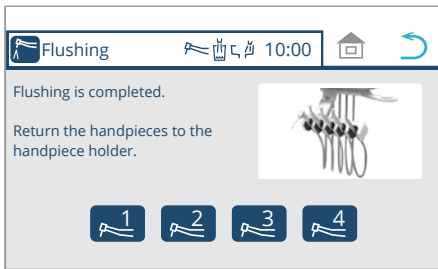 Flushing
10:00
Flushing is completed.
Return the handpieces to the
handpiece holder.
1
2
3
4